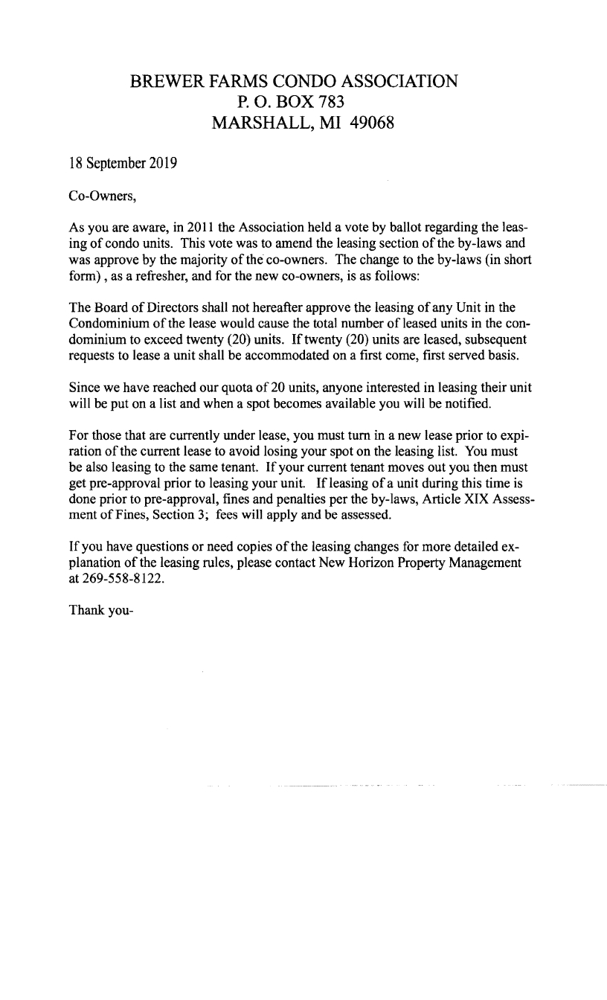 BREWER FARMS CONDO ASSOCIATION
P. O. BOX 783
MARSHALL, MI 49068
18 September 2019
Co-Owners,
As you are aware, in 2011 the Association held a vote by ballot regarding the leas-
ing of condo units. This vote was to amend the leasing section of the by-laws and
was approve by the majority of the co-owners. The change to the by-laws (in short
form) , as a refresher, and for the new co-owners, is as follows:
The Board of Directors shall not hereafter approve the leasing of any Unit in the
Condominium of the lease would cause the total number of leased units in the con-
dominium to exceed twenty (20) units. If twenty (20) units are leased, subsequent
requests to lease a unit shall be accommodated on a first come, first served basis.
Since we have reached our quota of 20 units, anyone interested in leasing their unit
will be put on a list and when a spot becomes available you will be notified.
For those that are currently under lease, you must turn in a new lease prior to expi-
ration of the current lease to avoid losing your spot on the leasing list. You must
be also leasing to the same tenant. If your current tenant moves out you then must
get pre-approval prior to leasing your unit. If leasing of a unit during this time is
done prior to pre-approval, fines and penalties per the by-laws, Article XIX Assess-
ment of Fines, Section 3; fees will apply and be assessed.
If you have questions or need copies of the leasing changes for more detailed ex-
planation of the leasing rules, please contact New Horizon Property Management
at 269-558-8122.
Thank you-